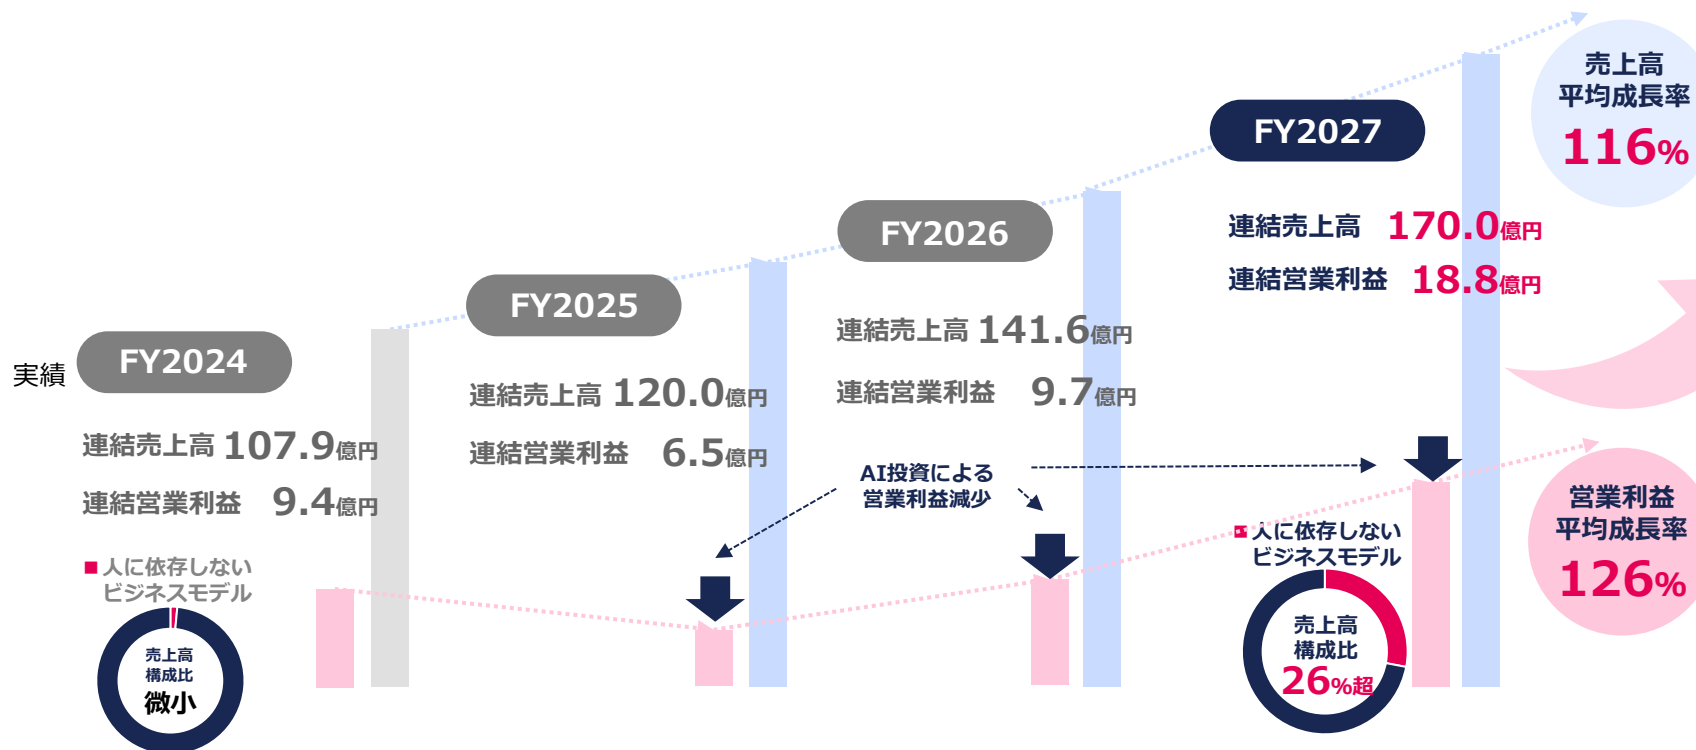 実績
FY2024
連結売上高 107.9億円
連結営業利益 9.4億円
■人に依存しない
ビジネスモデル
売上高
構成比
微小
FY2025
連結売上高 120.0億円
連結営業利益 6.5億円
FY2026
連結売上高 141.6億円
連結営業利益 9.7億円
AI投資による
営業利益減少
FY2027
連結売上高 170.0億円
連結営業利益 18.8億円
■人に依存しない
ビジネスモデル
売上高
構成比
26%超
売上高
平均成長率
116%
営業利益
平均成長率
126%